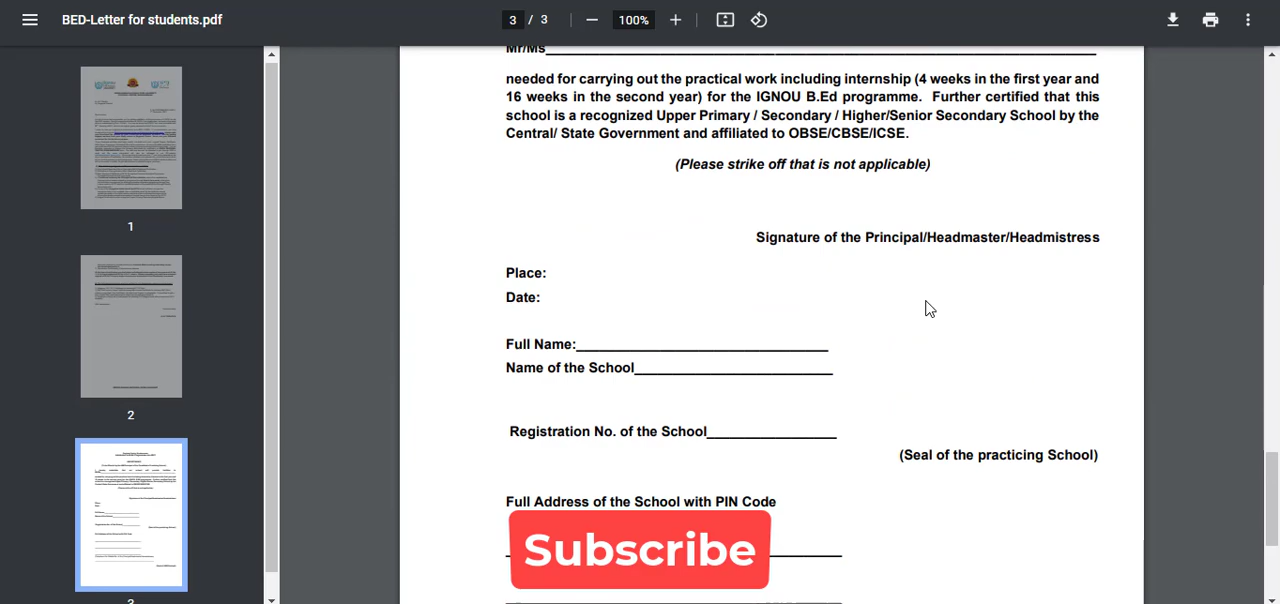 BED-Letter for students.pdf
3 / 3
100%
Mr/Ms
needed for carrying out the practical work including internship (4 weeks in the first year and
16 weeks in the second year) for the IGNOU B.Ed programme. Further certified that this
school is a recognized Upper Primary / Secondary / Higher/Senior Secondary School by the
Central/ State Government and affiliated to OBSE/CBSE/ICSE.
(Please strike off that is not applicable)
Signature of the Principal/Headmaster/Headmistress
Place:
Date:
Full Name:
Name of the School
Registration No. of the School
(Seal of the practicing School)
Full Address of the School with PIN Code
Subscribe
1
2
3